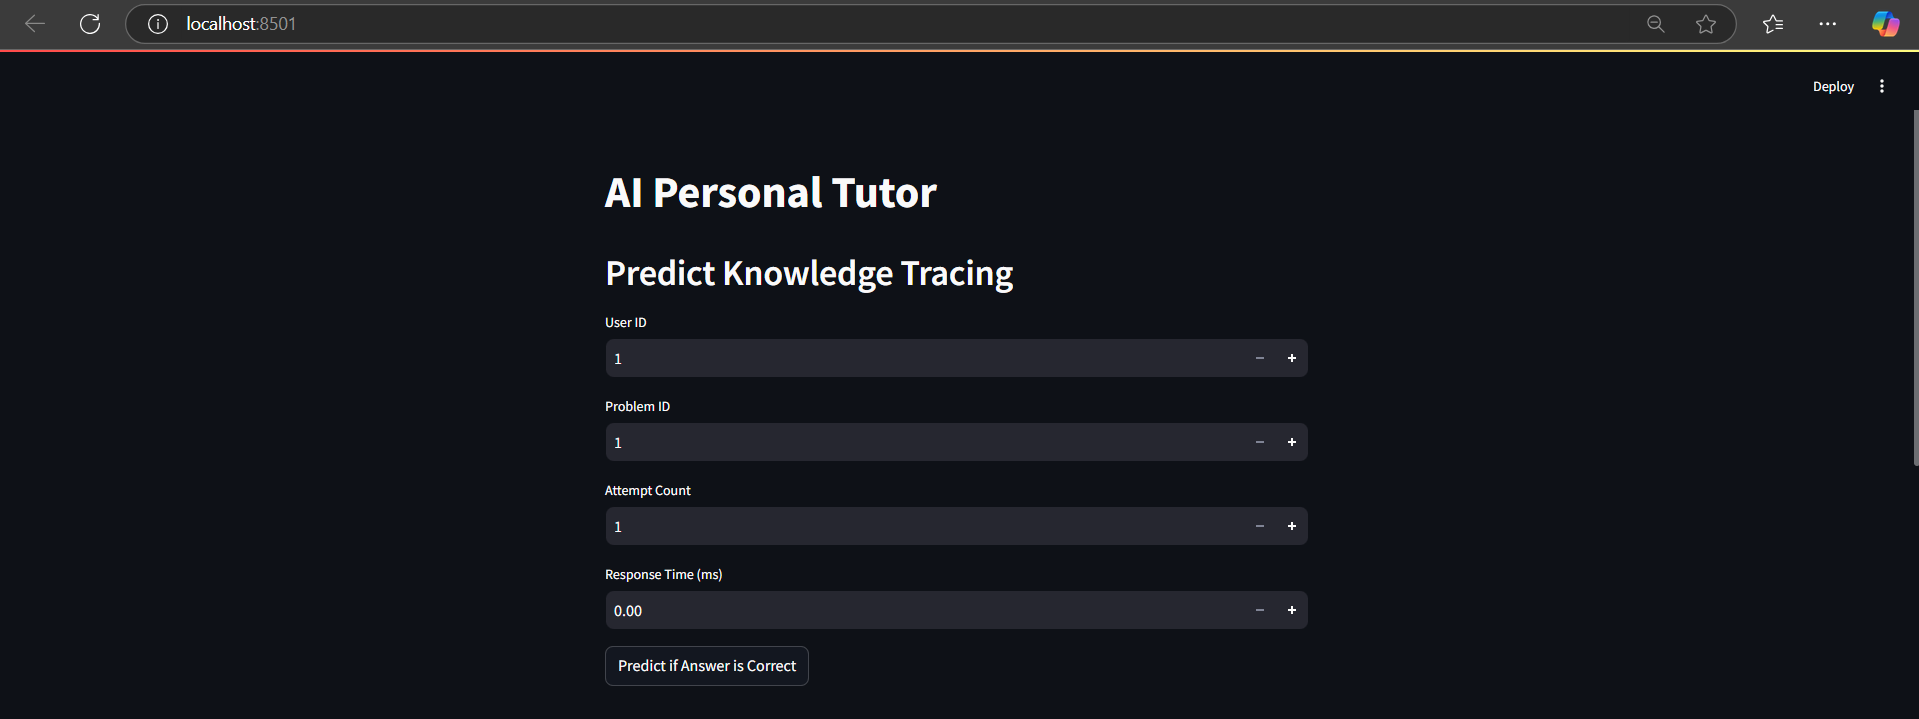 localhost:8501
Deploy
AI Personal Tutor
Predict Knowledge Tracing
User ID
1
Problem ID
1
Attempt Count
1
Response Time (ms)
0.00
Predict if Answer is Correct